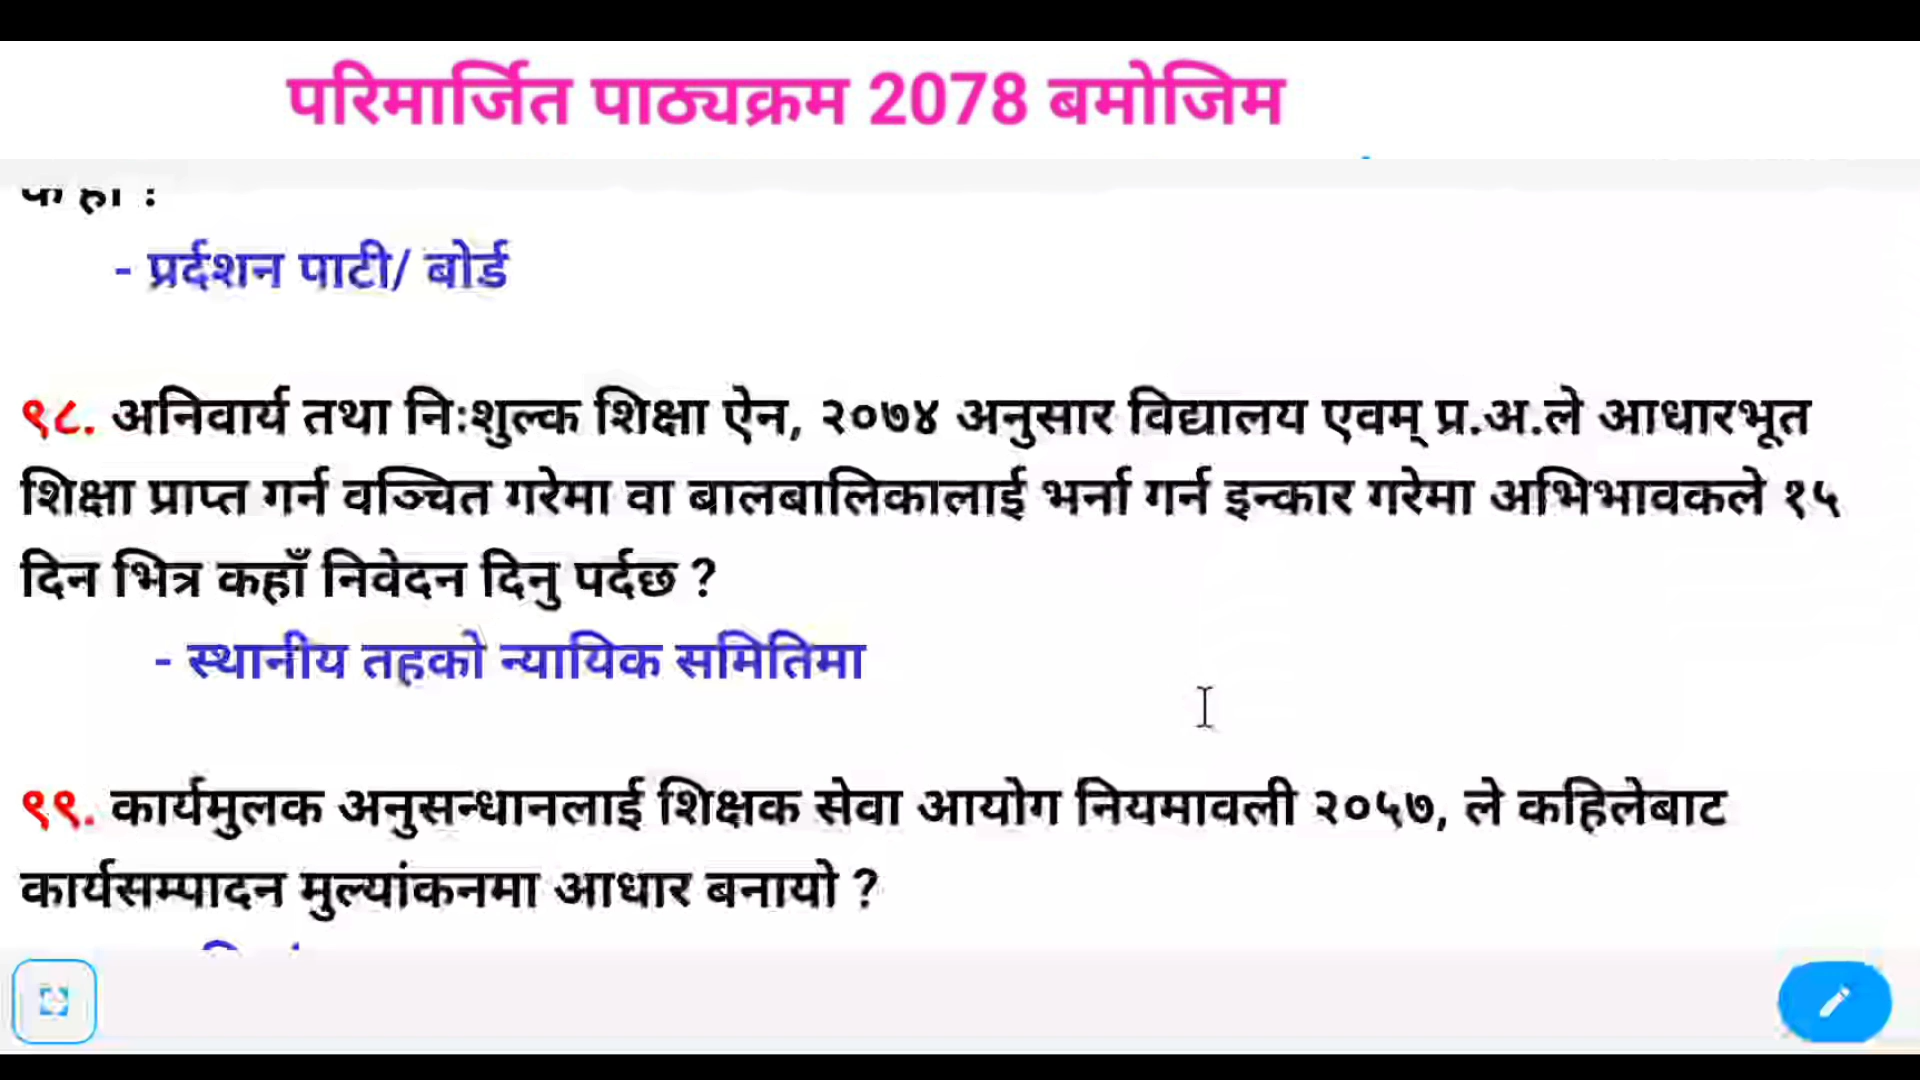 परिमार्जित पाठ्यक्रम 2078 बमोजिम
- प्रर्दशन पाटी/ बोर्ड
९८. अनिवार्य तथा निःशुल्क शिक्षा ऐन, २०७४ अनुसार विद्यालय एवम् प्र.अ.ले आधारभूत
शिक्षा प्राप्त गर्न वञ्चित गरेमा वा बालबालिकालाई भर्ना गर्न इन्कार गरेमा अभिभावकले १५
दिन भित्र कहाँ निवेदन दिनु पर्दछ ?
- स्थानीय तहको न्यायिक समितिमा
९९. कार्यमुलक अनुसन्धानलाई शिक्षक सेवा आयोग नियमावली २०५७, ले कहिलेबाट
कार्यसम्पादन मुल्यांकनमा आधार बनायो ?